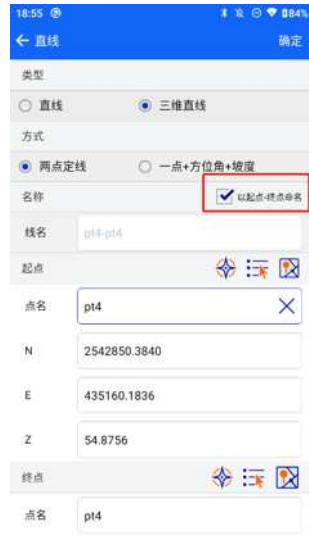 18:55 84%
直线 确定
类型
直线 三维直线
方式
两点定线 一点+方位角+坡度
名称 以起点-终点命名
线名 pt4-pt4
起点
点名 pt4
N 2542850.3840
E 435160.1836
Z 54.8756
终点
点名 pt4